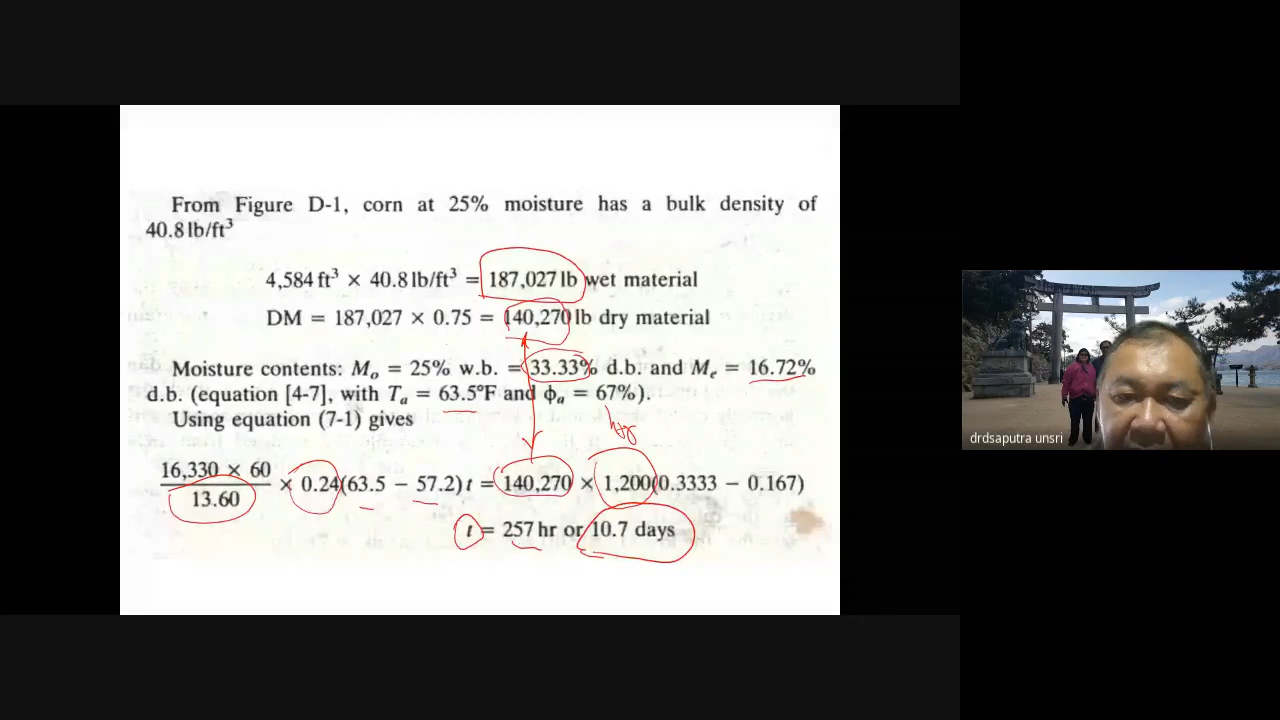 From Figure D-1, corn at 25% moisture has a bulk density of
40.8 lb/ft³
4,584 ft³ × 40.8 lb/ft³ = 187,027 lb wet material
DM = 187,027 × 0.75 = 140,270 lb dry material
Moisture contents: Mₒ = 25% w.b. = 33.33% d.b. and Mₑ = 16.72%
d.b. (equation [4-7], with Tₐ = 63.5°F and ϕₐ = 67%).
Using equation (7-1) gives
hfg
16,330 × 60
13.60
× 0.24(63.5 − 57.2)t = 140,270 × 1,200(0.3333 − 0.167)
t = 257 hr or 10.7 days
drdsaputra unsri